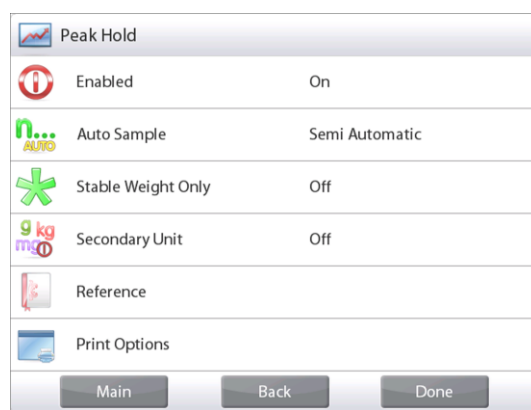 Peak Hold
Enabled On
n... AUTO Auto Sample Semi Automatic
Stable Weight Only Off
g kg mg Secondary Unit Off
Reference
Print Options
Main Back Done